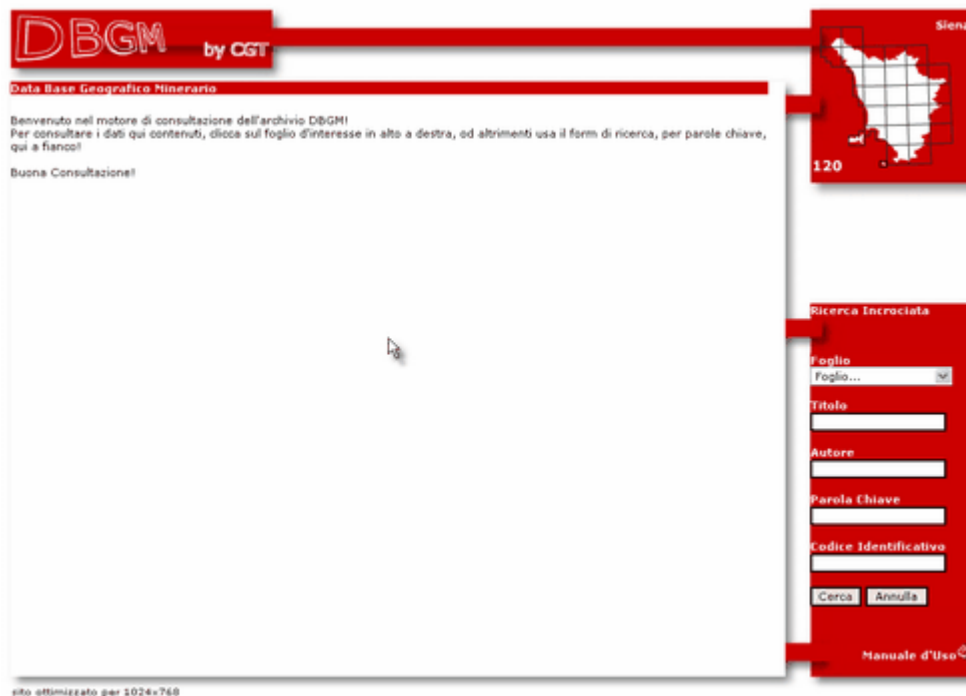 DBGM
by CGT
Siena
120
Data Base Geografico Minerario
Benvenuto nel motore di consultazione dell'archivio DBGM!
Per consultare i dati qui contenuti, clicca sul foglio d'interesse in alto a destra, od altrimenti usa il form di ricerca, per parole chiave,
qui a fianco!
Buona Consultazione!
Ricerca Incrociata
Foglio
Foglio...
Titolo
Autore
Parola Chiave
Codice Identificativo
Cerca Annulla
Manuale d'Uso
sito ottimizzato per 1024x768